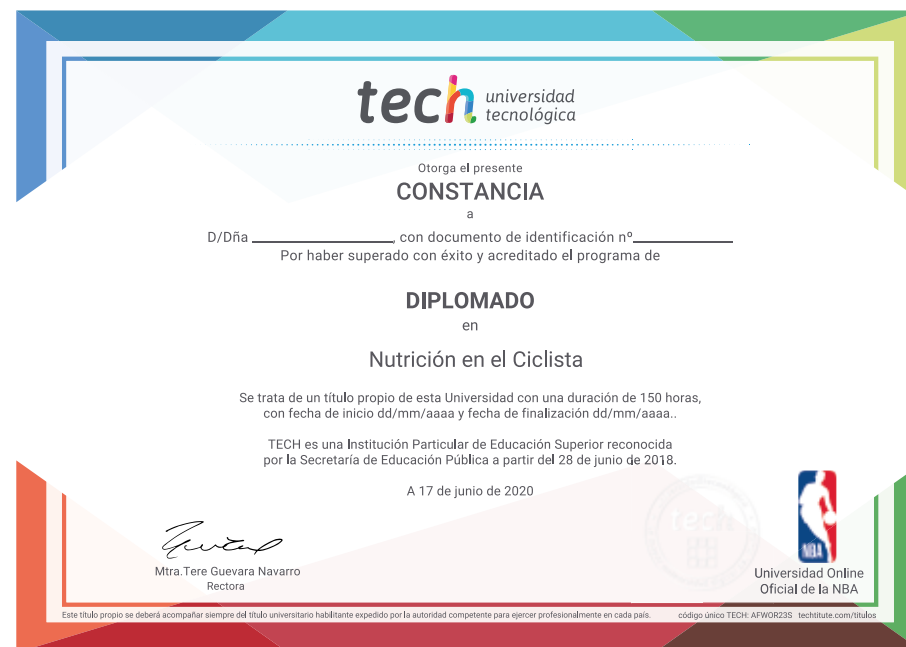 tech universidad
tecnológica
Otorga el presente
CONSTANCIA
a
D/Dña ____________________, con documento de identificación nº______________
Por haber superado con éxito y acreditado el programa de
DIPLOMADO
en
Nutrición en el Ciclista
Se trata de un título propio de esta Universidad con una duración de 150 horas,
con fecha de inicio dd/mm/aaaa y fecha de finalización dd/mm/aaaa..
TECH es una Institución Particular de Educación Superior reconocida
por la Secretaría de Educación Pública a partir del 28 de junio de 2018.
A 17 de junio de 2020
tech
NBA
Mtra.Tere Guevara Navarro
Rectora
Universidad Online
Oficial de la NBA
Este título propio se deberá acompañar siempre del título universitario habilitante expedido por la autoridad competente para ejercer profesionalmente en cada país.
código único TECH: AFWOR23S techtitute.com/titulos